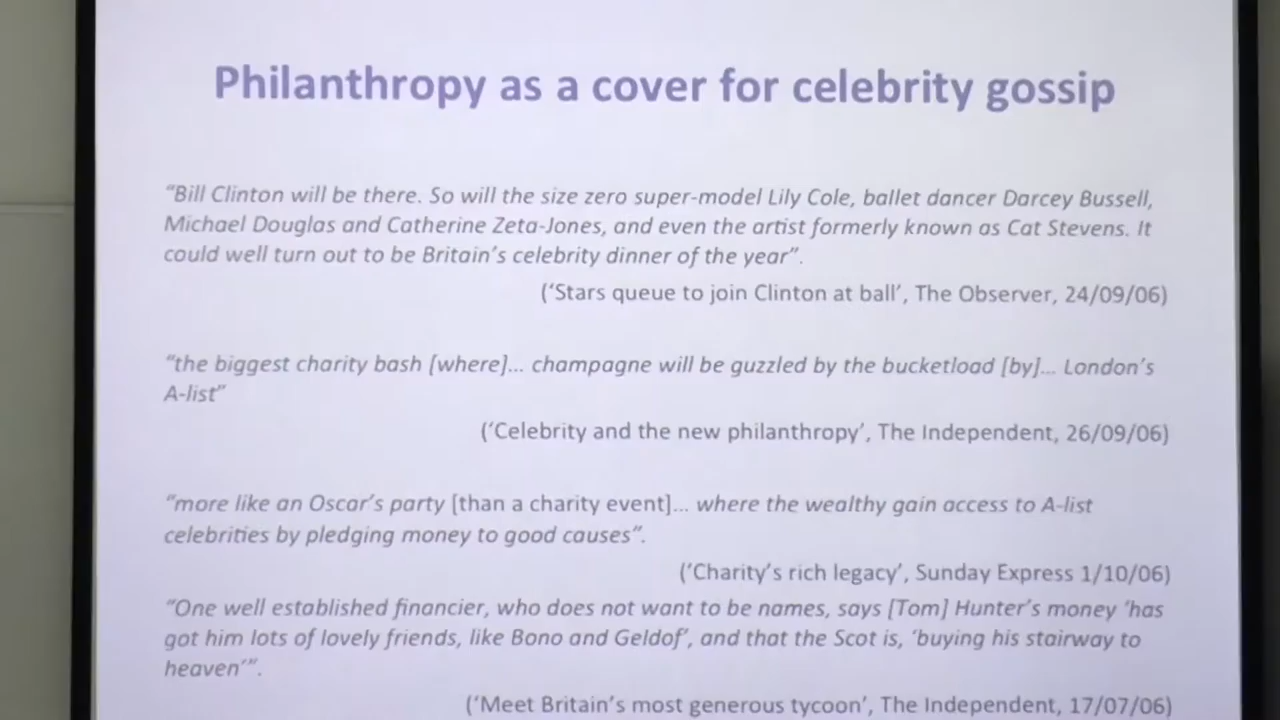 Philanthropy as a cover for celebrity gossip
“Bill Clinton will be there. So will the size zero super-model Lily Cole, ballet dancer Darcey Bussell,
Michael Douglas and Catherine Zeta-Jones, and even the artist formerly known as Cat Stevens. It
could well turn out to be Britain’s celebrity dinner of the year”.
(‘Stars queue to join Clinton at ball’, The Observer, 24/09/06)
“the biggest charity bash [where]... champagne will be guzzled by the bucketload [by]... London’s
A-list”
(‘Celebrity and the new philanthropy’, The Independent, 26/09/06)
“more like an Oscar’s party [than a charity event]... where the wealthy gain access to A-list
celebrities by pledging money to good causes”.
(‘Charity’s rich legacy’, Sunday Express 1/10/06)
“One well established financier, who does not want to be names, says [Tom] Hunter’s money ‘has
got him lots of lovely friends, like Bono and Geldof’, and that the Scot is, ‘buying his stairway to
heaven’”.
(‘Meet Britain’s most generous tycoon’, The Independent, 17/07/06)